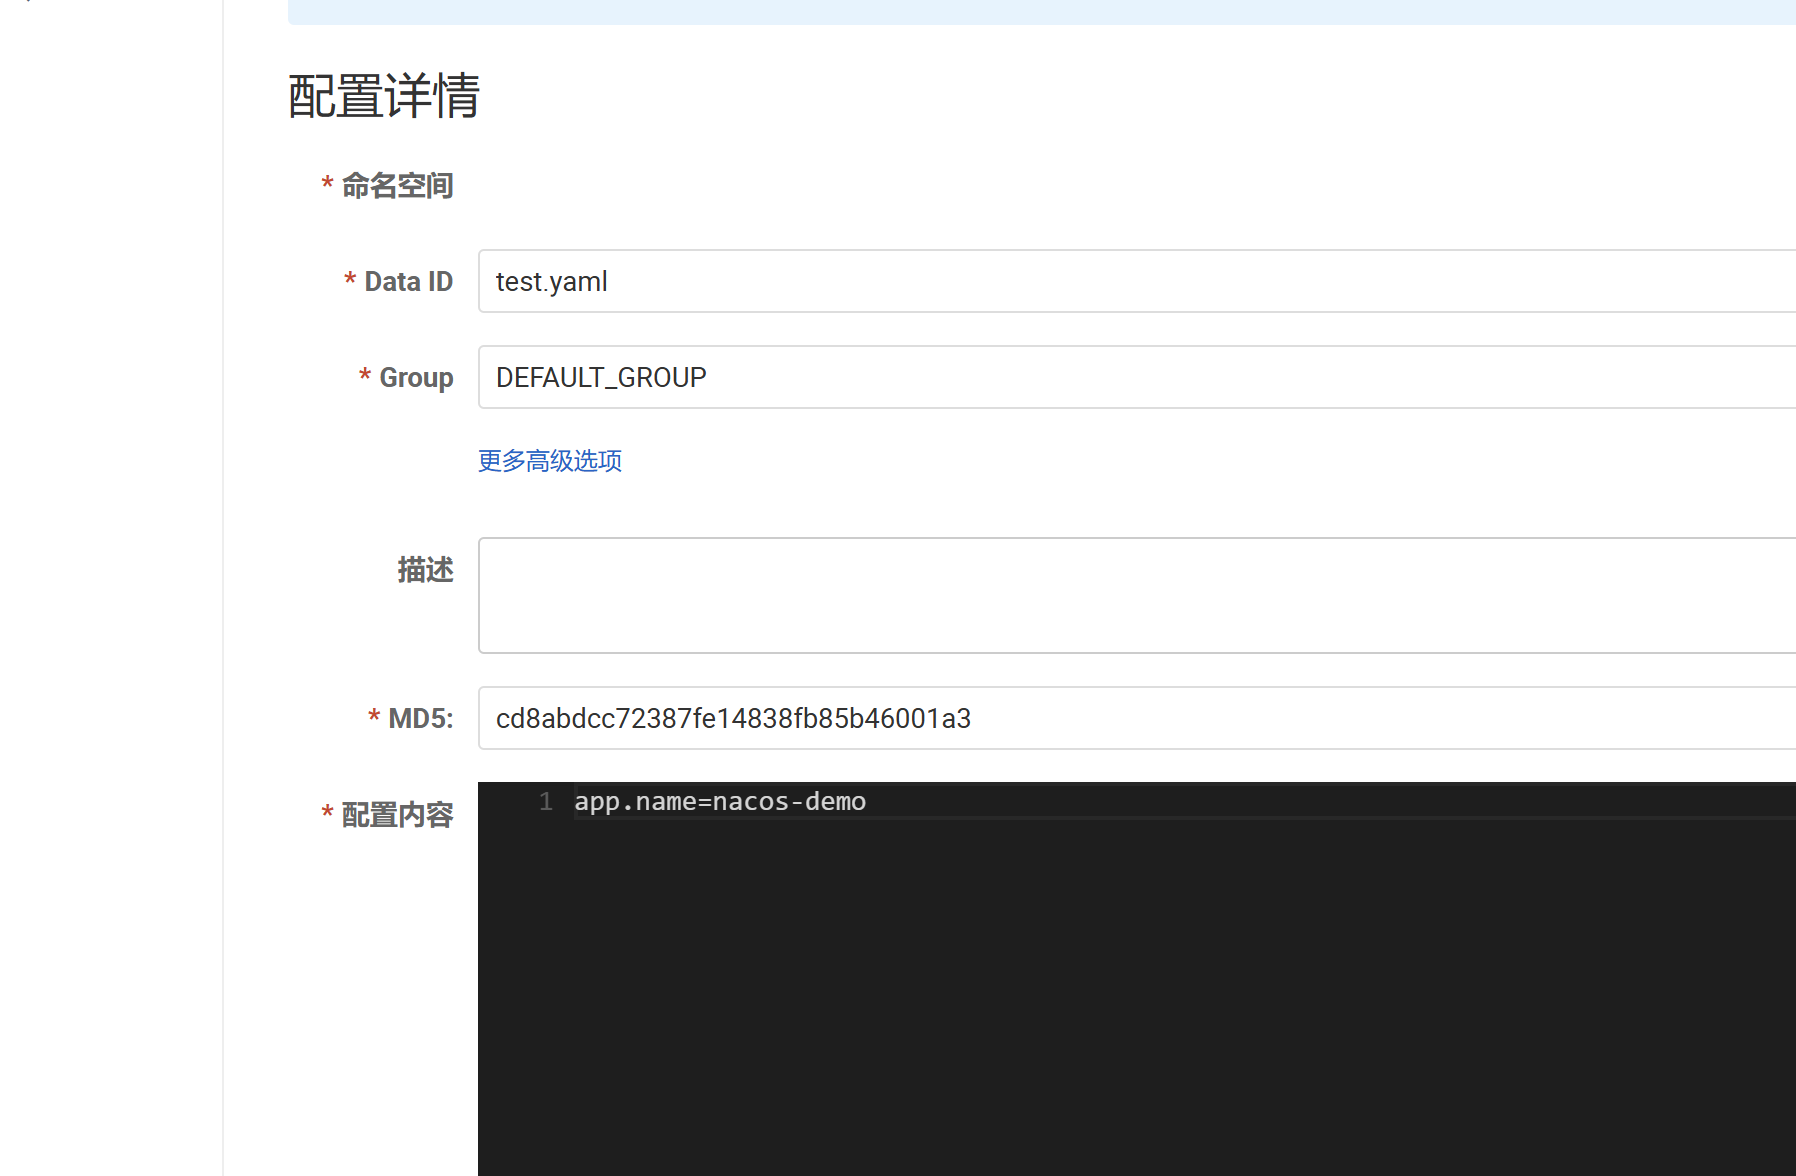 配置详情
* 命名空间
* Data ID test.yaml
* Group DEFAULT_GROUP
更多高级选项
描述
* MD5: cd8abdcc72387fe14838fb85b46001a3
* 配置内容 1 app.name=nacos-demo